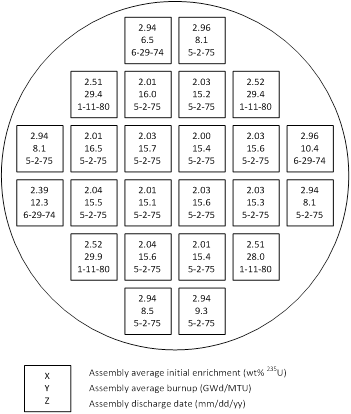 2.94 2.96
6.5 8.1
6-29-74 5-2-75
2.51 2.01 2.03 2.52
29.4 16.0 15.2 29.4
1-11-80 5-2-75 5-2-75 1-11-80
2.94 2.01 2.03 2.00 2.03 2.96
8.1 16.5 15.7 15.4 15.6 10.4
5-2-75 5-2-75 5-2-75 5-2-75 5-2-75 6-29-74
2.39 2.04 2.01 2.03 2.03 2.94
12.3 15.5 15.1 15.6 15.3 8.1
6-29-74 5-2-75 5-2-75 5-2-75 5-2-75 5-2-75
2.52 2.04 2.01 2.51
29.9 15.6 15.4 28.0
1-11-80 5-2-75 5-2-75 1-11-80
2.94 2.94
8.5 9.3
5-2-75 5-2-75
X Assembly average initial enrichment (wt% ²³⁵U)
Y Assembly average burnup (GWd/MTU)
Z Assembly discharge date (mm/dd/yy)